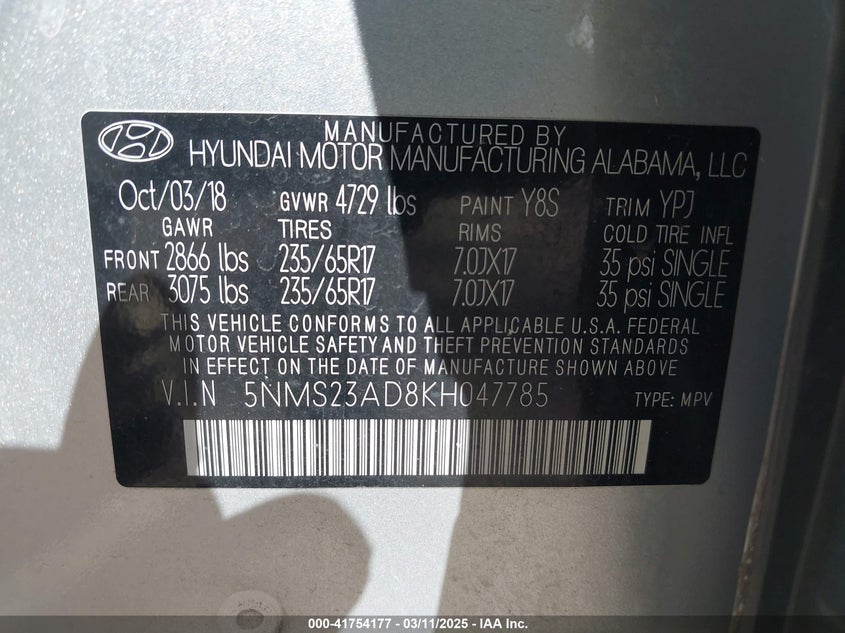 MANUFACTURED BY
HYUNDAI MOTOR MANUFACTURING ALABAMA, LLC
Oct/03/18 GVWR 4729 lbs PAINT Y8S TRIM YPJ
GAWR TIRES RIMS COLD TIRE INFL
FRONT 2866 lbs 235/65R17 7.0JX17 35 psi SINGLE
REAR 3075 lbs 235/65R17 7.0JX17 35 psi SINGLE
THIS VEHICLE CONFORMS TO ALL APPLICABLE U.S.A. FEDERAL
MOTOR VEHICLE SAFETY AND THEFT PREVENTION STANDARDS
IN EFFECT ON THE DATE OF MANUFACTURE SHOWN ABOVE
V.I.N 5NMS23AD8KH047785 TYPE: MPV
000-41754177 - 03/11/2025 - IAA Inc.